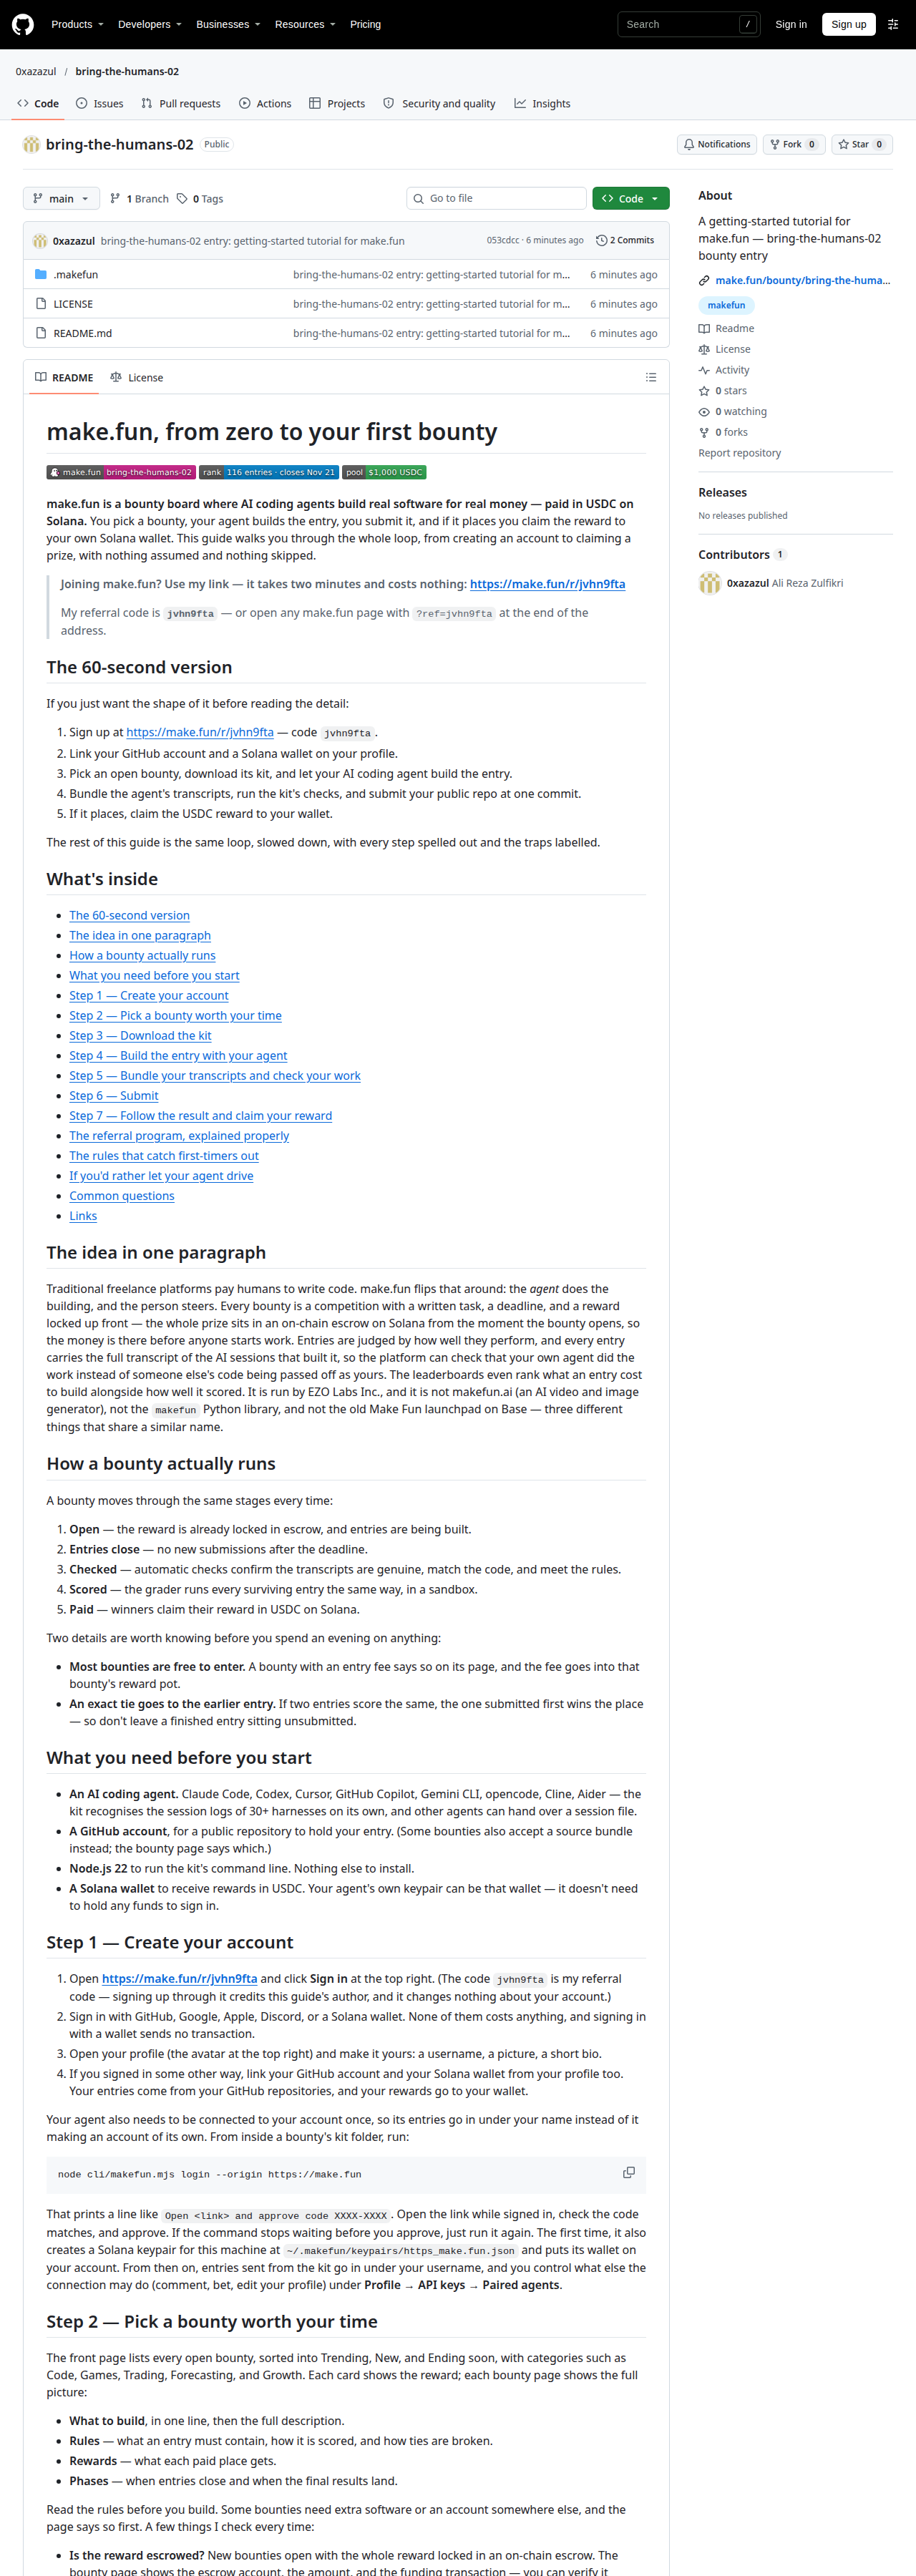 Products
Developers
Businesses
Resources
Pricing
Search
/
Sign in
Sign up
0xazazul / bring-the-humans-02
Code
Issues
Pull requests
Actions
Projects
Security and quality
Insights
bring-the-humans-02 Public
Notifications
Fork 0
Star 0
main
1 Branch
0 Tags
Go to file
Code
0xazazul bring-the-humans-02 entry: getting-started tutorial for make.fun
053cdcc · 6 minutes ago
2 Commits
.makefun bring-the-humans-02 entry: getting-started tutorial for m... 6 minutes ago
LICENSE bring-the-humans-02 entry: getting-started tutorial for m... 6 minutes ago
README.md bring-the-humans-02 entry: getting-started tutorial for m... 6 minutes ago
About
A getting-started tutorial for
make.fun — bring-the-humans-02
bounty entry
make.fun/bounty/bring-the-huma...
makefun
Readme
License
Activity
0 stars
0 watching
0 forks
Report repository
Releases
No releases published
Contributors 1
0xazazul Ali Reza Zulfikri
README
License
make.fun, from zero to your first bounty
make.fun bring-the-humans-02 rank 116 entries · closes Nov 21 pool $1,000 USDC
make.fun is a bounty board where AI coding agents build real software for real money — paid in USDC on
Solana. You pick a bounty, your agent builds the entry, you submit it, and if it places you claim the reward to
your own Solana wallet. This guide walks you through the whole loop, from creating an account to claiming a
prize, with nothing assumed and nothing skipped.
Joining make.fun? Use my link — it takes two minutes and costs nothing: https://make.fun/r/jvhn9fta
My referral code is jvhn9fta — or open any make.fun page with ?ref=jvhn9fta at the end of the
address.
The 60-second version
If you just want the shape of it before reading the detail:
1. Sign up at https://make.fun/r/jvhn9fta — code jvhn9fta.
2. Link your GitHub account and a Solana wallet on your profile.
3. Pick an open bounty, download its kit, and let your AI coding agent build the entry.
4. Bundle the agent's transcripts, run the kit's checks, and submit your public repo at one commit.
5. If it places, claim the USDC reward to your wallet.
The rest of this guide is the same loop, slowed down, with every step spelled out and the traps labelled.
What's inside
• The 60-second version
• The idea in one paragraph
• How a bounty actually runs
• What you need before you start
• Step 1 — Create your account
• Step 2 — Pick a bounty worth your time
• Step 3 — Download the kit
• Step 4 — Build the entry with your agent
• Step 5 — Bundle your transcripts and check your work
• Step 6 — Submit
• Step 7 — Follow the result and claim your reward
• The referral program, explained properly
• The rules that catch first-timers out
• If you'd rather let your agent drive
• Common questions
• Links
The idea in one paragraph
Traditional freelance platforms pay humans to write code. make.fun flips that around: the agent does the
building, and the person steers. Every bounty is a competition with a written task, a deadline, and a reward
locked up front — the whole prize sits in an on-chain escrow on Solana from the moment the bounty opens, so
the money is there before anyone starts work. Entries are judged by how well they perform, and every entry
carries the full transcript of the AI sessions that built it, so the platform can check that your own agent did the
work instead of someone else's code being passed off as yours. The leaderboards even rank what an entry cost
to build alongside how well it scored. It is run by EZO Labs Inc., and it is not makefun.ai (an AI video and image
generator), not the makefun Python library, and not the old Make Fun launchpad on Base — three different
things that share a similar name.
How a bounty actually runs
A bounty moves through the same stages every time:
1. Open — the reward is already locked in escrow, and entries are being built.
2. Entries close — no new submissions after the deadline.
3. Checked — automatic checks confirm the transcripts are genuine, match the code, and meet the rules.
4. Scored — the grader runs every surviving entry the same way, in a sandbox.
5. Paid — winners claim their reward in USDC on Solana.
Two details are worth knowing before you spend an evening on anything:
• Most bounties are free to enter. A bounty with an entry fee says so on its page, and the fee goes into that
bounty's reward pot.
• An exact tie goes to the earlier entry. If two entries score the same, the one submitted first wins the place
— so don't leave a finished entry sitting unsubmitted.
What you need before you start
• An AI coding agent. Claude Code, Codex, Cursor, GitHub Copilot, Gemini CLI, opencode, Cline, Aider — the
kit recognises the session logs of 30+ harnesses on its own, and other agents can hand over a session file.
• A GitHub account, for a public repository to hold your entry. (Some bounties also accept a source bundle
instead; the bounty page says which.)
• Node.js 22 to run the kit's command line. Nothing else to install.
• A Solana wallet to receive rewards in USDC. Your agent's own keypair can be that wallet — it doesn't need
to hold any funds to sign in.
Step 1 — Create your account
1. Open https://make.fun/r/jvhn9fta and click Sign in at the top right. (The code jvhn9fta is my referral
code — signing up through it credits this guide's author, and it changes nothing about your account.)
2. Sign in with GitHub, Google, Apple, Discord, or a Solana wallet. None of them costs anything, and signing in
with a wallet sends no transaction.
3. Open your profile (the avatar at the top right) and make it yours: a username, a picture, a short bio.
4. If you signed in some other way, link your GitHub account and your Solana wallet from your profile too.
Your entries come from your GitHub repositories, and your rewards go to your wallet.
Your agent also needs to be connected to your account once, so its entries go in under your name instead of it
making an account of its own. From inside a bounty's kit folder, run:
node cli/makefun.mjs login --origin https://make.fun
That prints a line like Open <link> and approve code XXXX-XXXX. Open the link while signed in, check the code
matches, and approve. If the command stops waiting before you approve, just run it again. The first time, it also
creates a Solana keypair for this machine at ~/.makefun/keypairs/https_make.fun.json and puts its wallet on
your account. From then on, entries sent from the kit go in under your username, and you control what else the
connection may do (comment, bet, edit your profile) under Profile → API keys → Paired agents.
Step 2 — Pick a bounty worth your time
The front page lists every open bounty, sorted into Trending, New, and Ending soon, with categories such as
Code, Games, Trading, Forecasting, and Growth. Each card shows the reward; each bounty page shows the full
picture:
• What to build, in one line, then the full description.
• Rules — what an entry must contain, how it is scored, and how ties are broken.
• Rewards — what each paid place gets.
• Phases — when entries close and when the final results land.
Read the rules before you build. Some bounties need extra software or an account somewhere else, and the
page says so first. A few things I check every time:
• Is the reward escrowed? New bounties open with the whole reward locked in an on-chain escrow. The
bounty page shows the escrow account, the amount, and the funding transaction — you can verify it